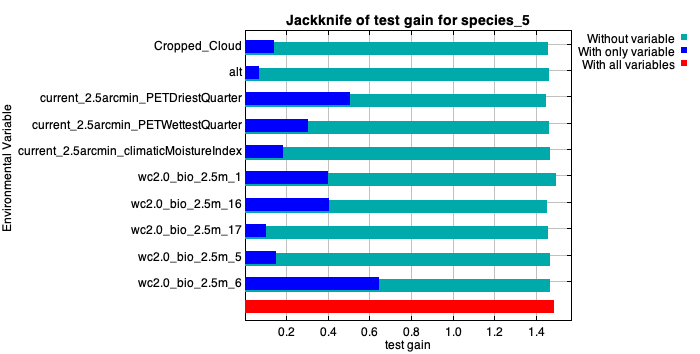 Jackknife of test gain for species_5
Environmental Variable
Cropped_Cloud
alt
current_2.5arcmin_PETDriestQuarter
current_2.5arcmin_PETWettestQuarter
current_2.5arcmin_climaticMoistureIndex
wc2.0_bio_2.5m_1
wc2.0_bio_2.5m_16
wc2.0_bio_2.5m_17
wc2.0_bio_2.5m_5
wc2.0_bio_2.5m_6
0.2 0.4 0.6 0.8 1.0 1.2 1.4
test gain
Without variable
With only variable
With all variables